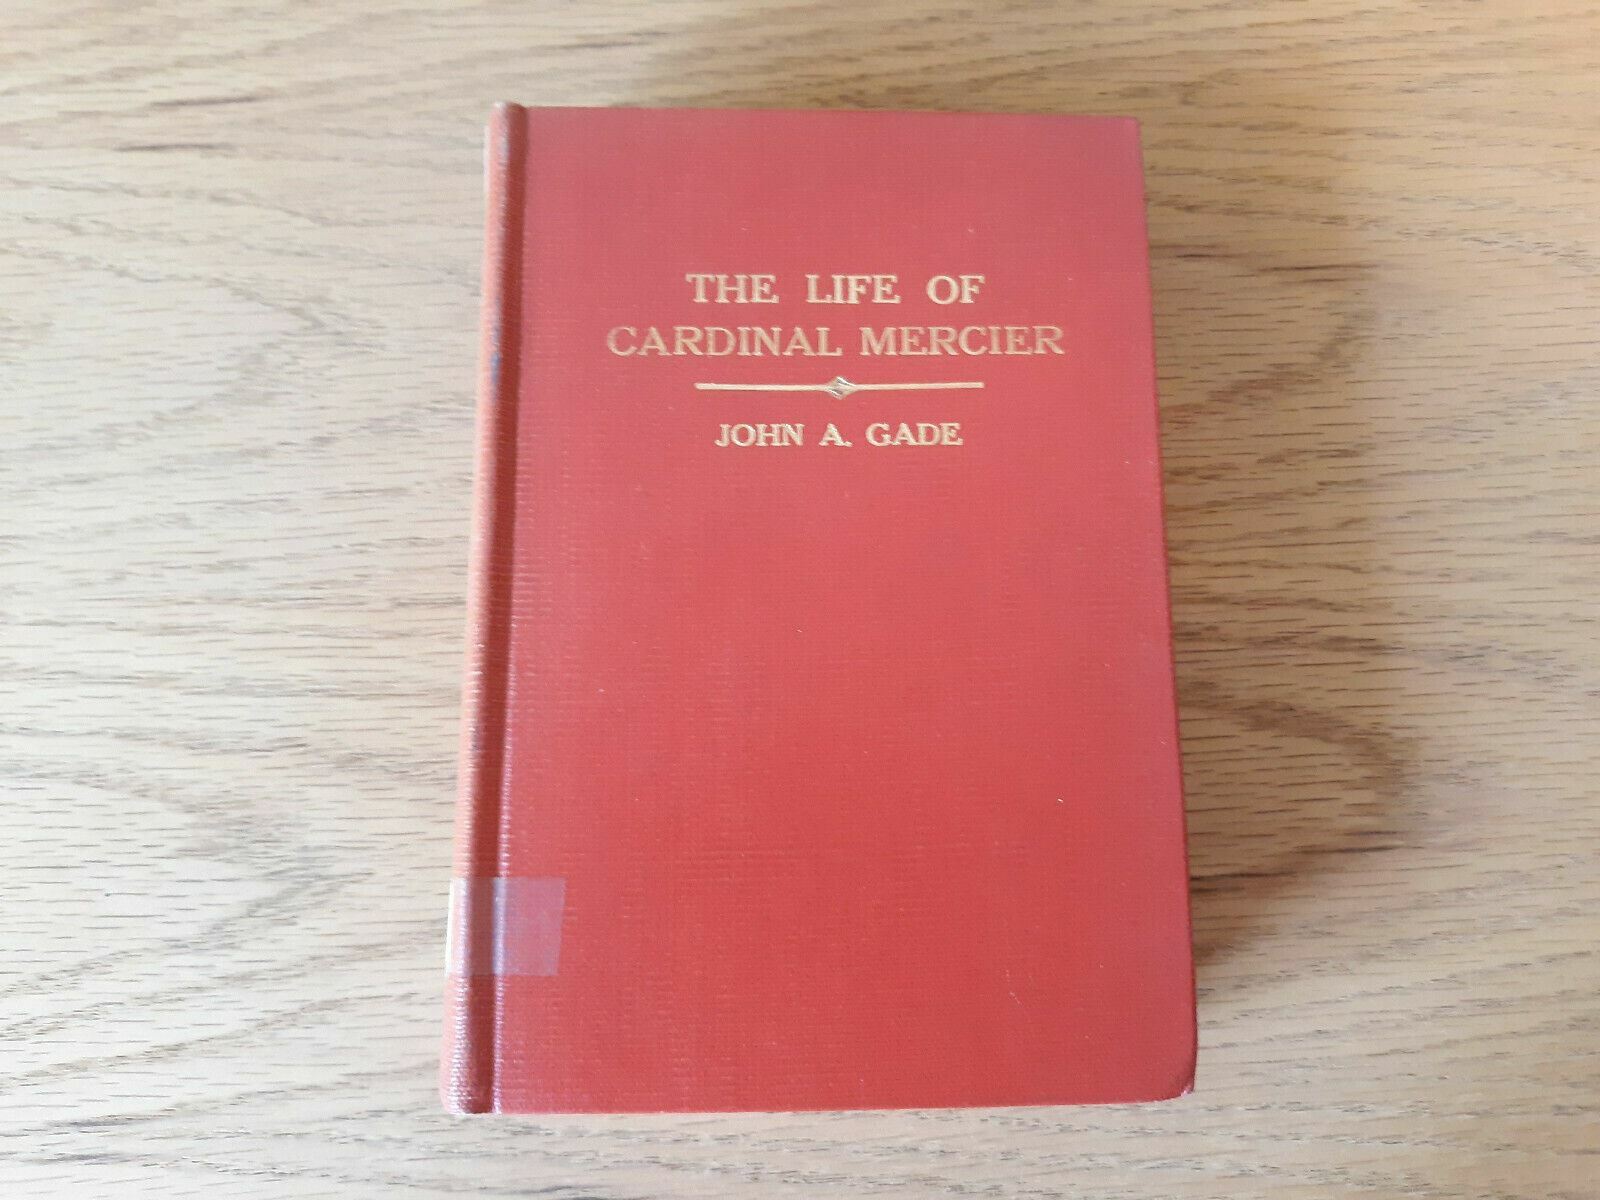 THE LIFE OF
CARDINAL MERCIER
JOHN A. GADE